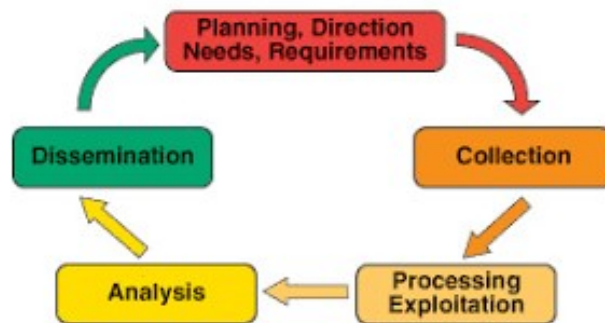 Planning, Direction
Needs, Requirements
Dissemination
Collection
Analysis
Processing
Exploitation